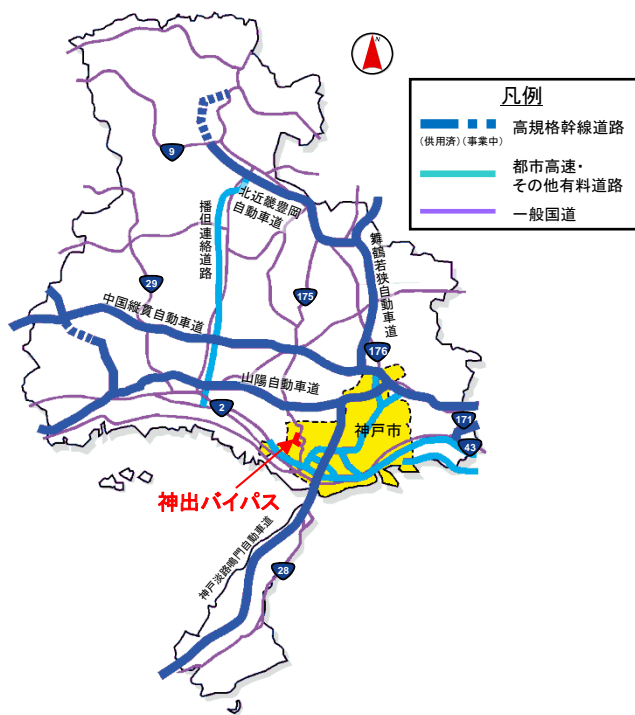 N
凡例
高規格幹線道路
(供用済)(事業中)
都市高速・
その他有料道路
一般国道
9
北近畿豊岡
自動車道
播但連絡道路
舞鶴若狭自動車道
29
175
中国縦貫自動車道
176
山陽自動車道
2
171
神戸市
43
神出バイパス
神戸淡路鳴門自動車道
28